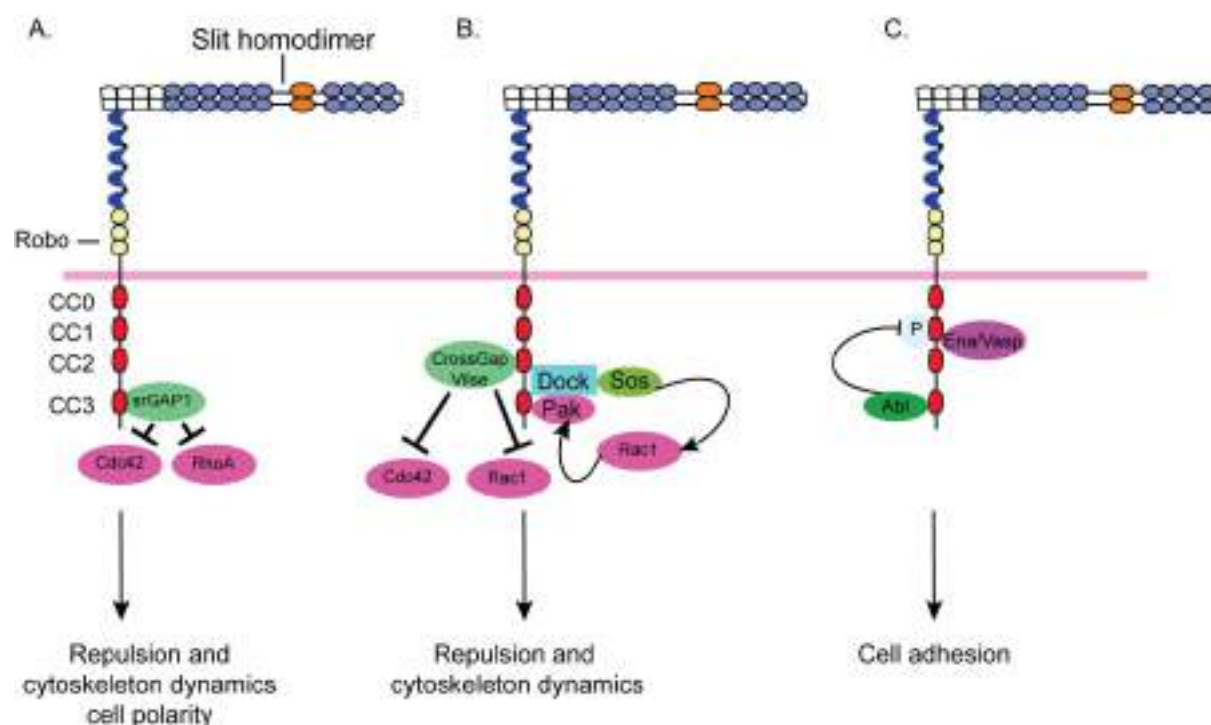 A.
Slit homodimer
B.
C.
Robo
CC0
CC1
CC2
CC3
srGAP1
Cdc42
RhoA
CrossGap
Vilse
Dock
Sos
Pak
Rac1
Cdc42
Rac1
P
Ena/Vasp
Abl
Repulsion and
cytoskeleton dynamics
cell polarity
Repulsion and
cytoskeleton dynamics
Cell adhesion